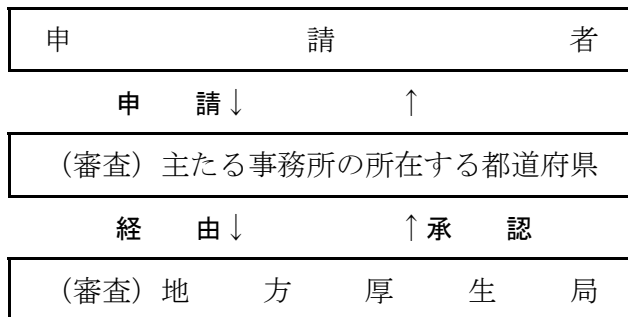 申請者
申請↓ ↑
（審査）主たる事務所の所在する都道府県
経由↓ ↑承認
（審査）地方厚生局